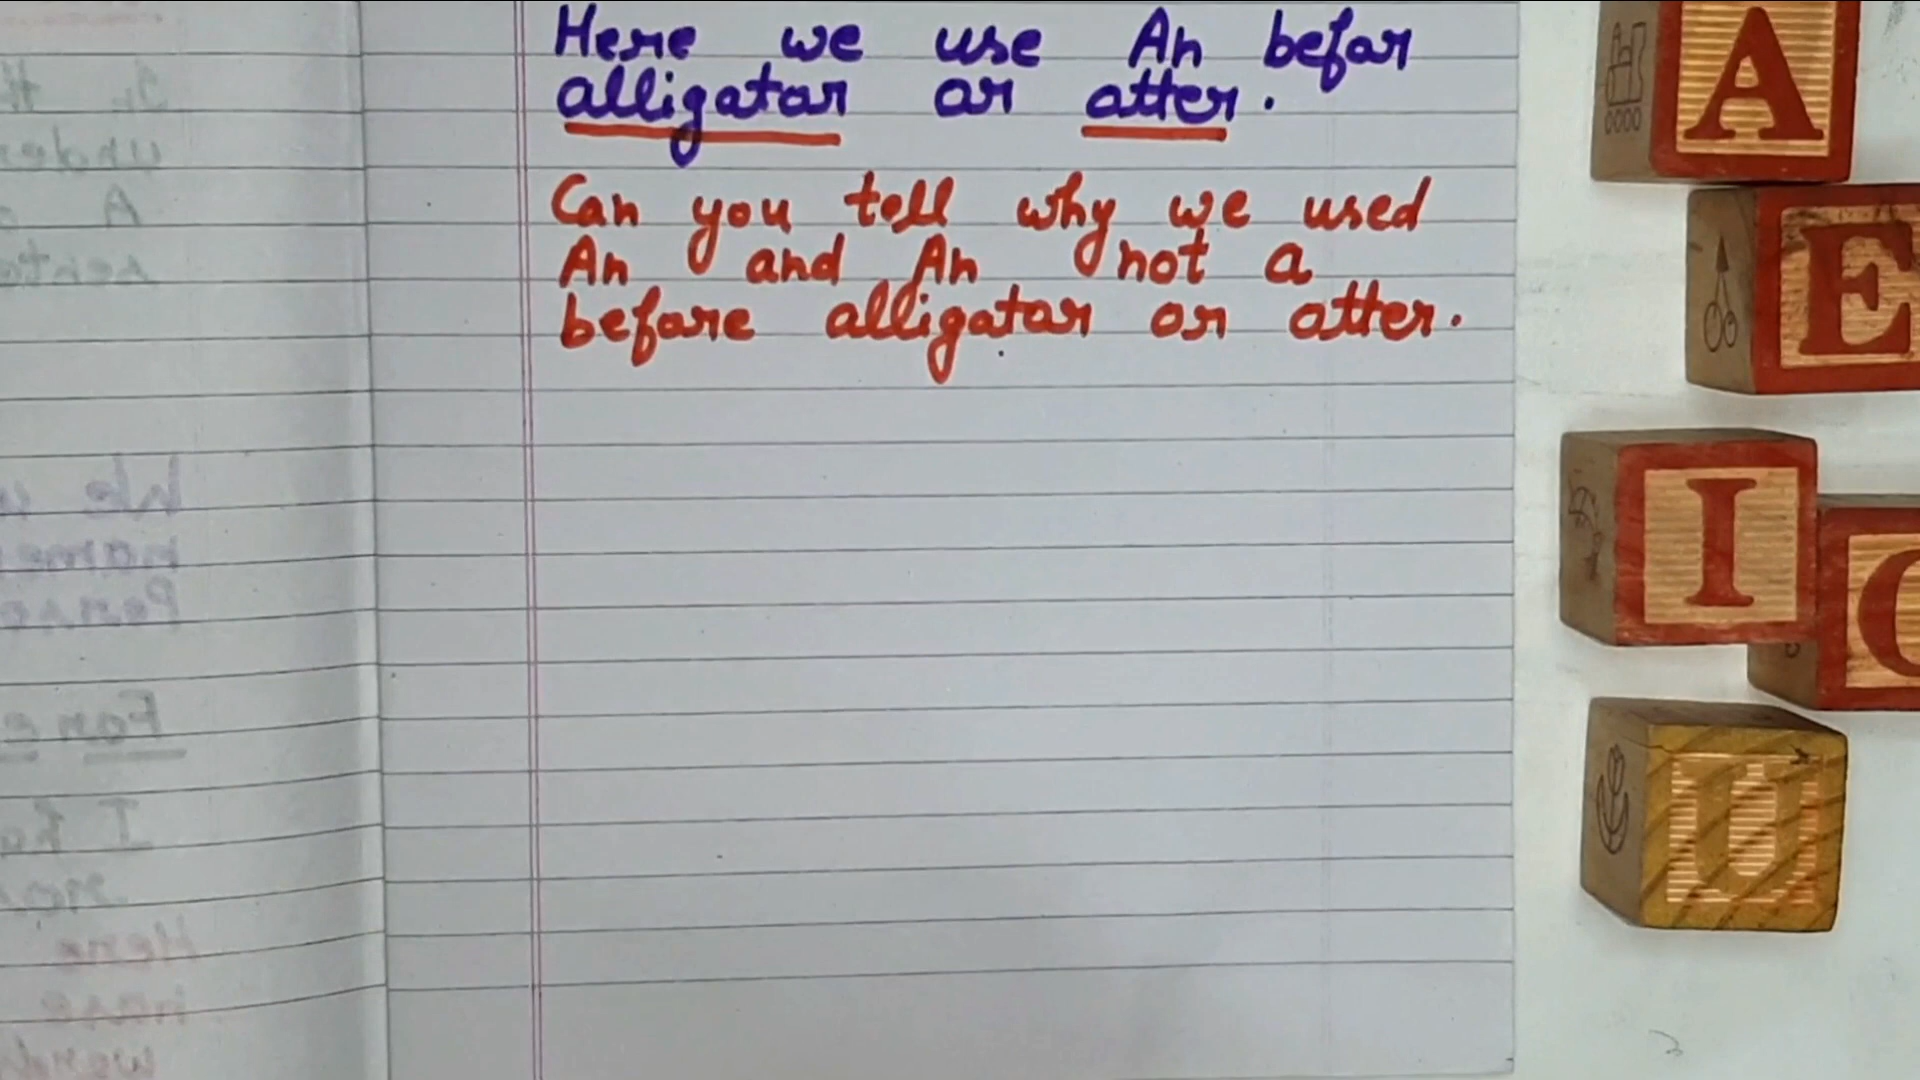 Here we use An befor
alligator or otter.
Can you tell why we used
An and An not a
before alligator or otter.
A
E
I
U